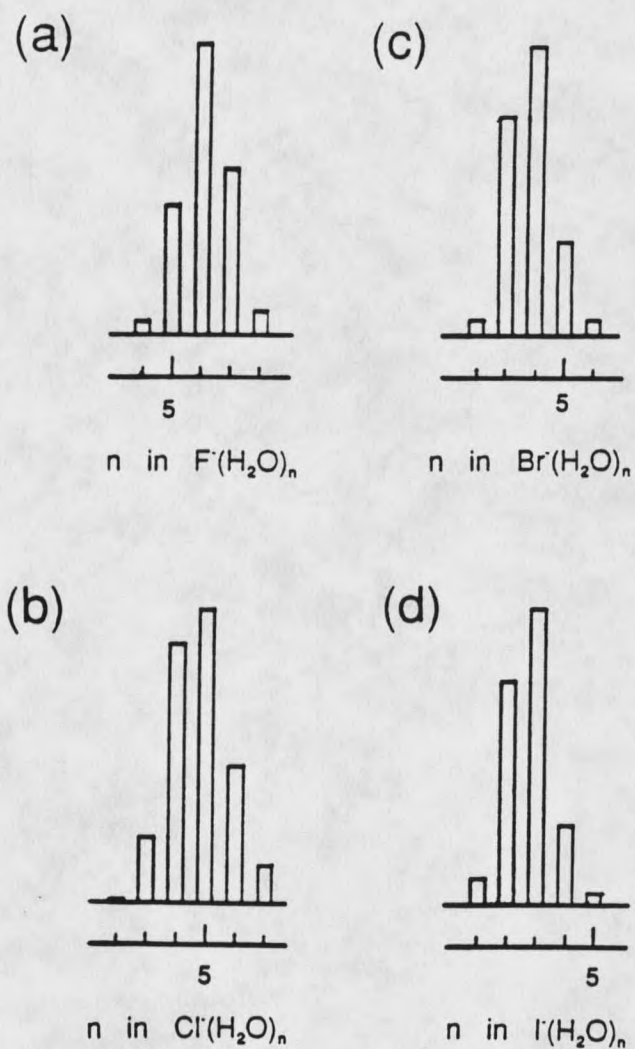 (a)
5
n in F⁻(H₂O)ₙ
(c)
5
n in Br⁻(H₂O)ₙ
(b)
5
n in Cl⁻(H₂O)ₙ
(d)
5
n in I⁻(H₂O)ₙ